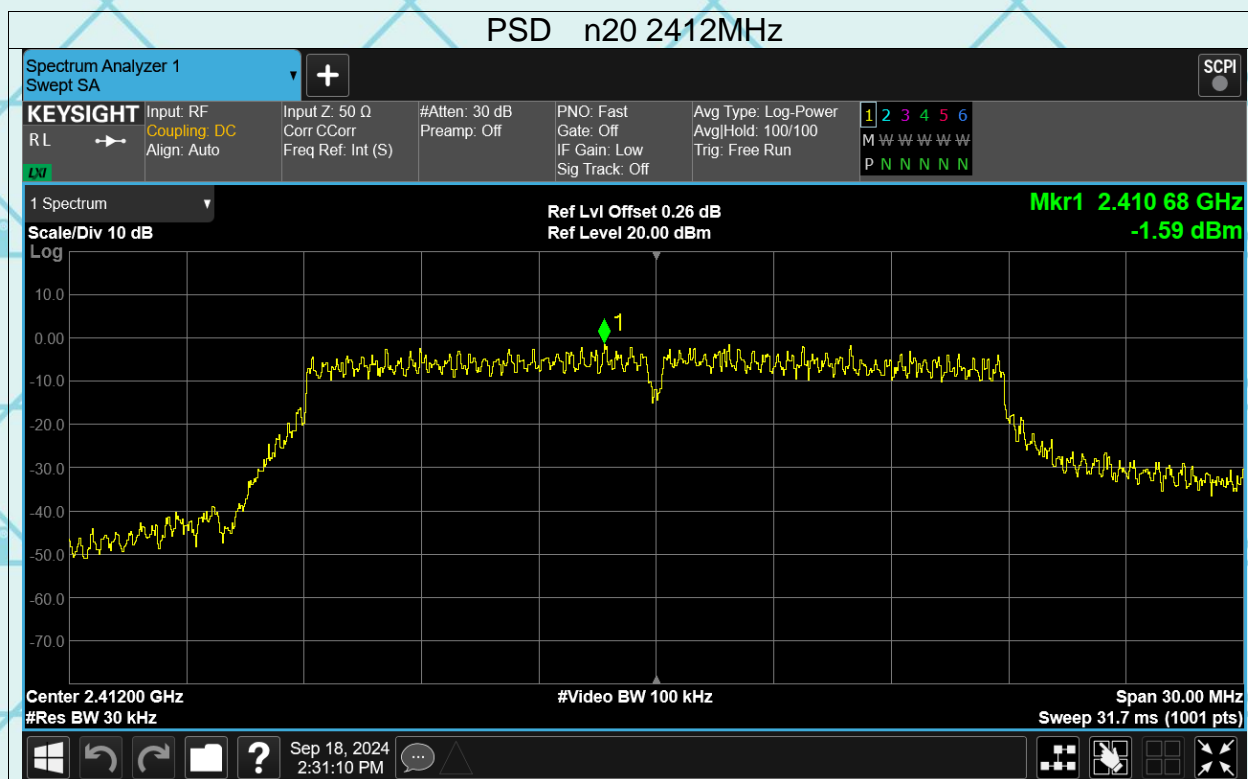 PSD n20 2412MHz
Spectrum Analyzer 1
Swept SA
+
SCPI
KEYSIGHT
RL
LXI
Input: RF
Coupling: DC
Align: Auto
Input Z: 50 Ω
Corr CCorr
Freq Ref: Int (S)
#Atten: 30 dB
Preamp: Off
PNO: Fast
Gate: Off
IF Gain: Low
Sig Track: Off
Avg Type: Log-Power
Avg|Hold: 100/100
Trig: Free Run
1 2 3 4 5 6
M W W W W W W
P N N N N N N
1 Spectrum
Scale/Div 10 dB
Ref Lvl Offset 0.26 dB
Ref Level 20.00 dBm
Mkr1 2.410 68 GHz
-1.59 dBm
Log
10.0
0.00
-10.0
-20.0
-30.0
-40.0
-50.0
-60.0
-70.0
1
Center 2.41200 GHz
#Video BW 100 kHz
Span 30.00 MHz
#Res BW 30 kHz
Sweep 31.7 ms (1001 pts)
?
Sep 18, 2024
2:31:10 PM